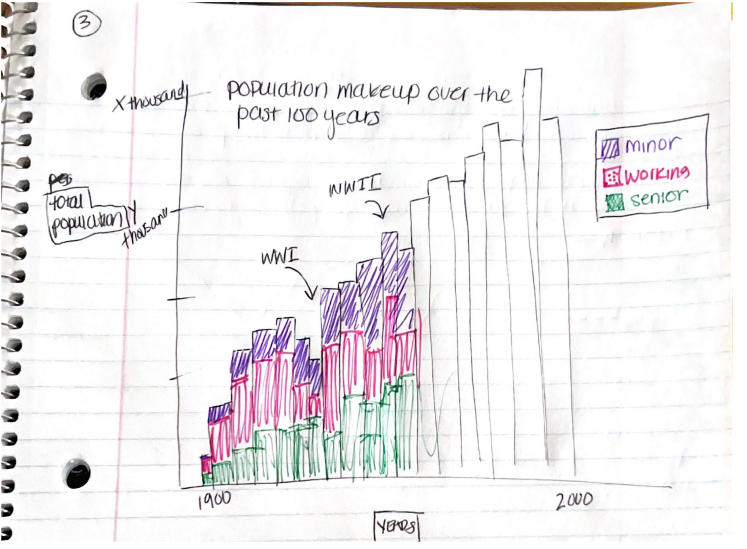 3
X thousand
population makeup over the
past 100 years
minor
working
senior
total
population
Y
thousand
WWII
WWI
1900
2000
YEARS